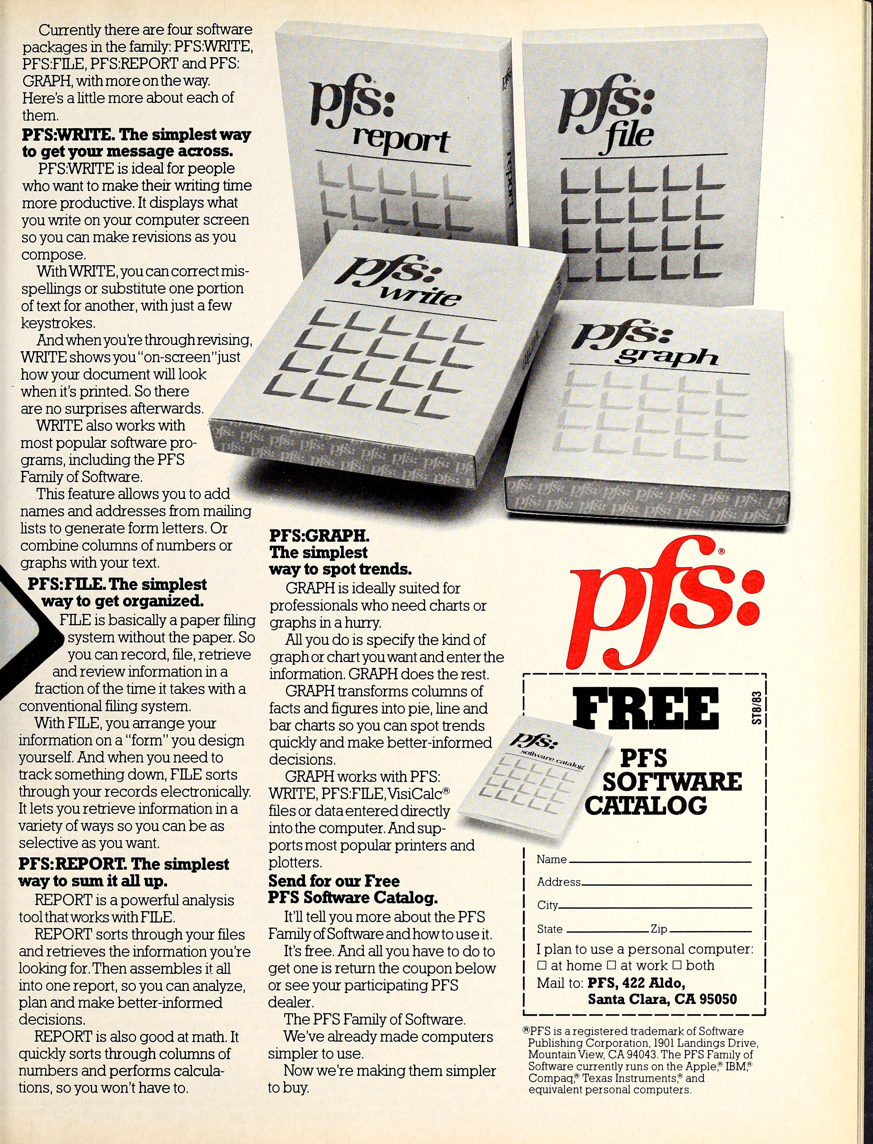 Currently there are four software
packages in the family: PFS:WRITE,
PFS:FILE, PFS:REPORT and PFS:
GRAPH, with more on the way.
Here's a little more about each of
them.
PFS:WRITE. The simplest way
to get your message across.
PFS:WRITE is ideal for people
who want to make their writing time
more productive. It displays what
you write on your computer screen
so you can make revisions as you
compose.
With WRITE, you can correct mis-
spellings or substitute one portion
of text for another, with just a few
keystrokes.
And when you're through revising,
WRITE shows you "on-screen" just
how your document will look
when it's printed. So there
are no surprises afterwards.
WRITE also works with
most popular software pro-
grams, including the PFS
Family of Software.
This feature allows you to add
names and addresses from mailing
lists to generate form letters. Or
combine columns of numbers or
graphs with your text.
PFS:FILE. The simplest
way to get organized.
FILE is basically a paper filing
system without the paper. So
you can record, file, retrieve
and review information in a
fraction of the time it takes with a
conventional filing system.
With FILE, you arrange your
information on a "form" you design
yourself. And when you need to
track something down, FILE sorts
through your records electronically.
It lets you retrieve information in a
variety of ways so you can be as
selective as you want.
PFS:REPORT. The simplest
way to sum it all up.
REPORT is a powerful analysis
tool that works with FILE.
REPORT sorts through your files
and retrieves the information you're
looking for. Then assembles it all
into one report, so you can analyze,
plan and make better-informed
decisions.
REPORT is also good at math. It
quickly sorts through columns of
numbers and performs calcula-
tions, so you won't have to.
pfs:
report
report
pfs:
file
pfs:
write
pfs: pfs: pfs: pfs: pfs: pfs:
pfs:
graph
pfs: pfs: pfs: pfs: pfs: pfs:
PFS:GRAPH.
The simplest
way to spot trends.
GRAPH is ideally suited for
professionals who need charts or
graphs in a hurry.
All you do is specify the kind of
graph or chart you want and enter the
information. GRAPH does the rest.
GRAPH transforms columns of
facts and figures into pie, line and
bar charts so you can spot trends
quickly and make better-informed
decisions.
GRAPH works with PFS:
WRITE, PFS:FILE, VisiCalc®
files or data entered directly
into the computer. And sup-
ports most popular printers and
plotters.
Send for our Free
PFS Software Catalog.
It'll tell you more about the PFS
Family of Software and how to use it.
It's free. And all you have to do to
get one is return the coupon below
or see your participating PFS
dealer.
The PFS Family of Software.
We've already made computers
simpler to use.
Now we're making them simpler
to buy.
pfs:®
ST8/83
FREE
pfs:
software catalog
PFS
SOFTWARE
CATALOG
Name
Address
City
State Zip
I plan to use a personal computer:
☐ at home ☐ at work ☐ both
Mail to: PFS, 422 Aldo,
Santa Clara, CA 95050
®PFS is a registered trademark of Software
Publishing Corporation, 1901 Landings Drive,
Mountain View, CA 94043. The PFS Family of
Software currently runs on the Apple,® IBM,®
Compaq,® Texas Instruments,® and
equivalent personal computers.